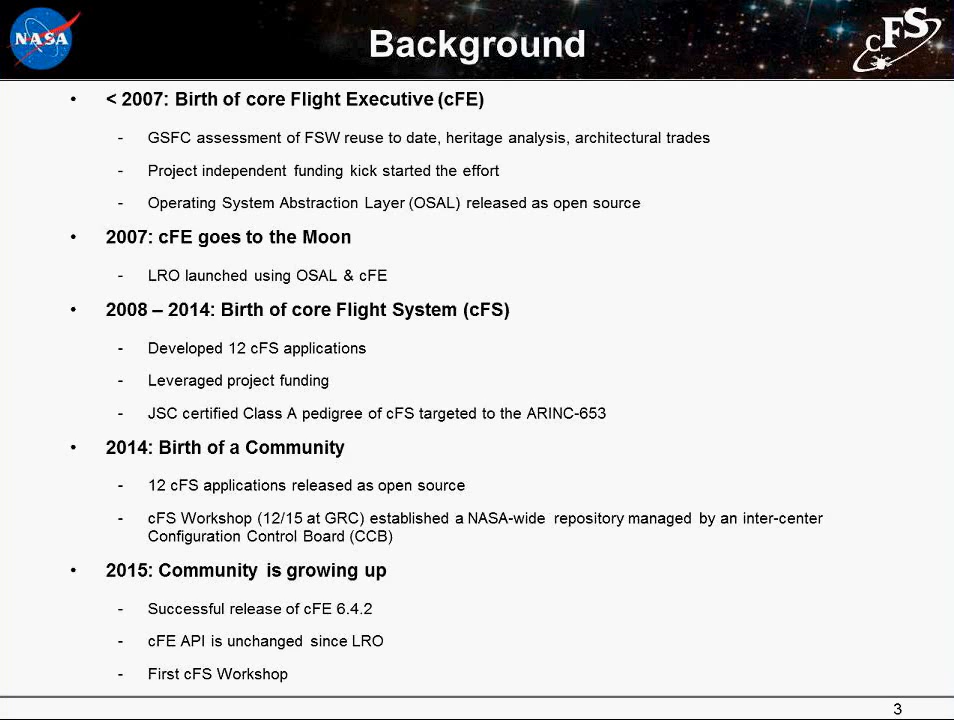 NASA
Background
cFS
• < 2007: Birth of core Flight Executive (cFE)
- GSFC assessment of FSW reuse to date, heritage analysis, architectural trades
- Project independent funding kick started the effort
- Operating System Abstraction Layer (OSAL) released as open source
• 2007: cFE goes to the Moon
- LRO launched using OSAL & cFE
• 2008 – 2014: Birth of core Flight System (cFS)
- Developed 12 cFS applications
- Leveraged project funding
- JSC certified Class A pedigree of cFS targeted to the ARINC-653
• 2014: Birth of a Community
- 12 cFS applications released as open source
- cFS Workshop (12/15 at GRC) established a NASA-wide repository managed by an inter-center
Configuration Control Board (CCB)
• 2015: Community is growing up
- Successful release of cFE 6.4.2
- cFE API is unchanged since LRO
- First cFS Workshop
3